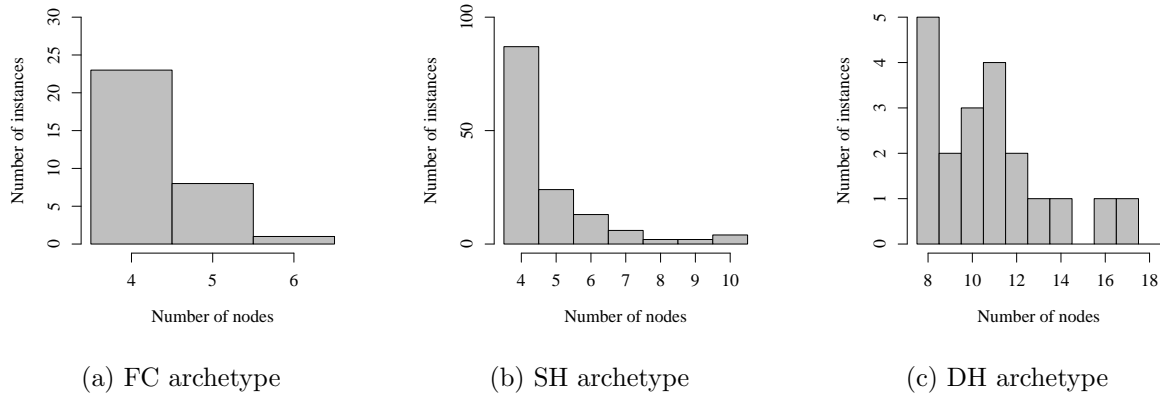 Number of instances
0 5 10 15 20 25 30
4 5 6
Number of nodes
(a) FC archetype
Number of instances
0 50 100
4 5 6 7 8 9 10
Number of nodes
(b) SH archetype
Number of instances
0 1 2 3 4 5
8 10 12 14 16 18
Number of nodes
(c) DH archetype